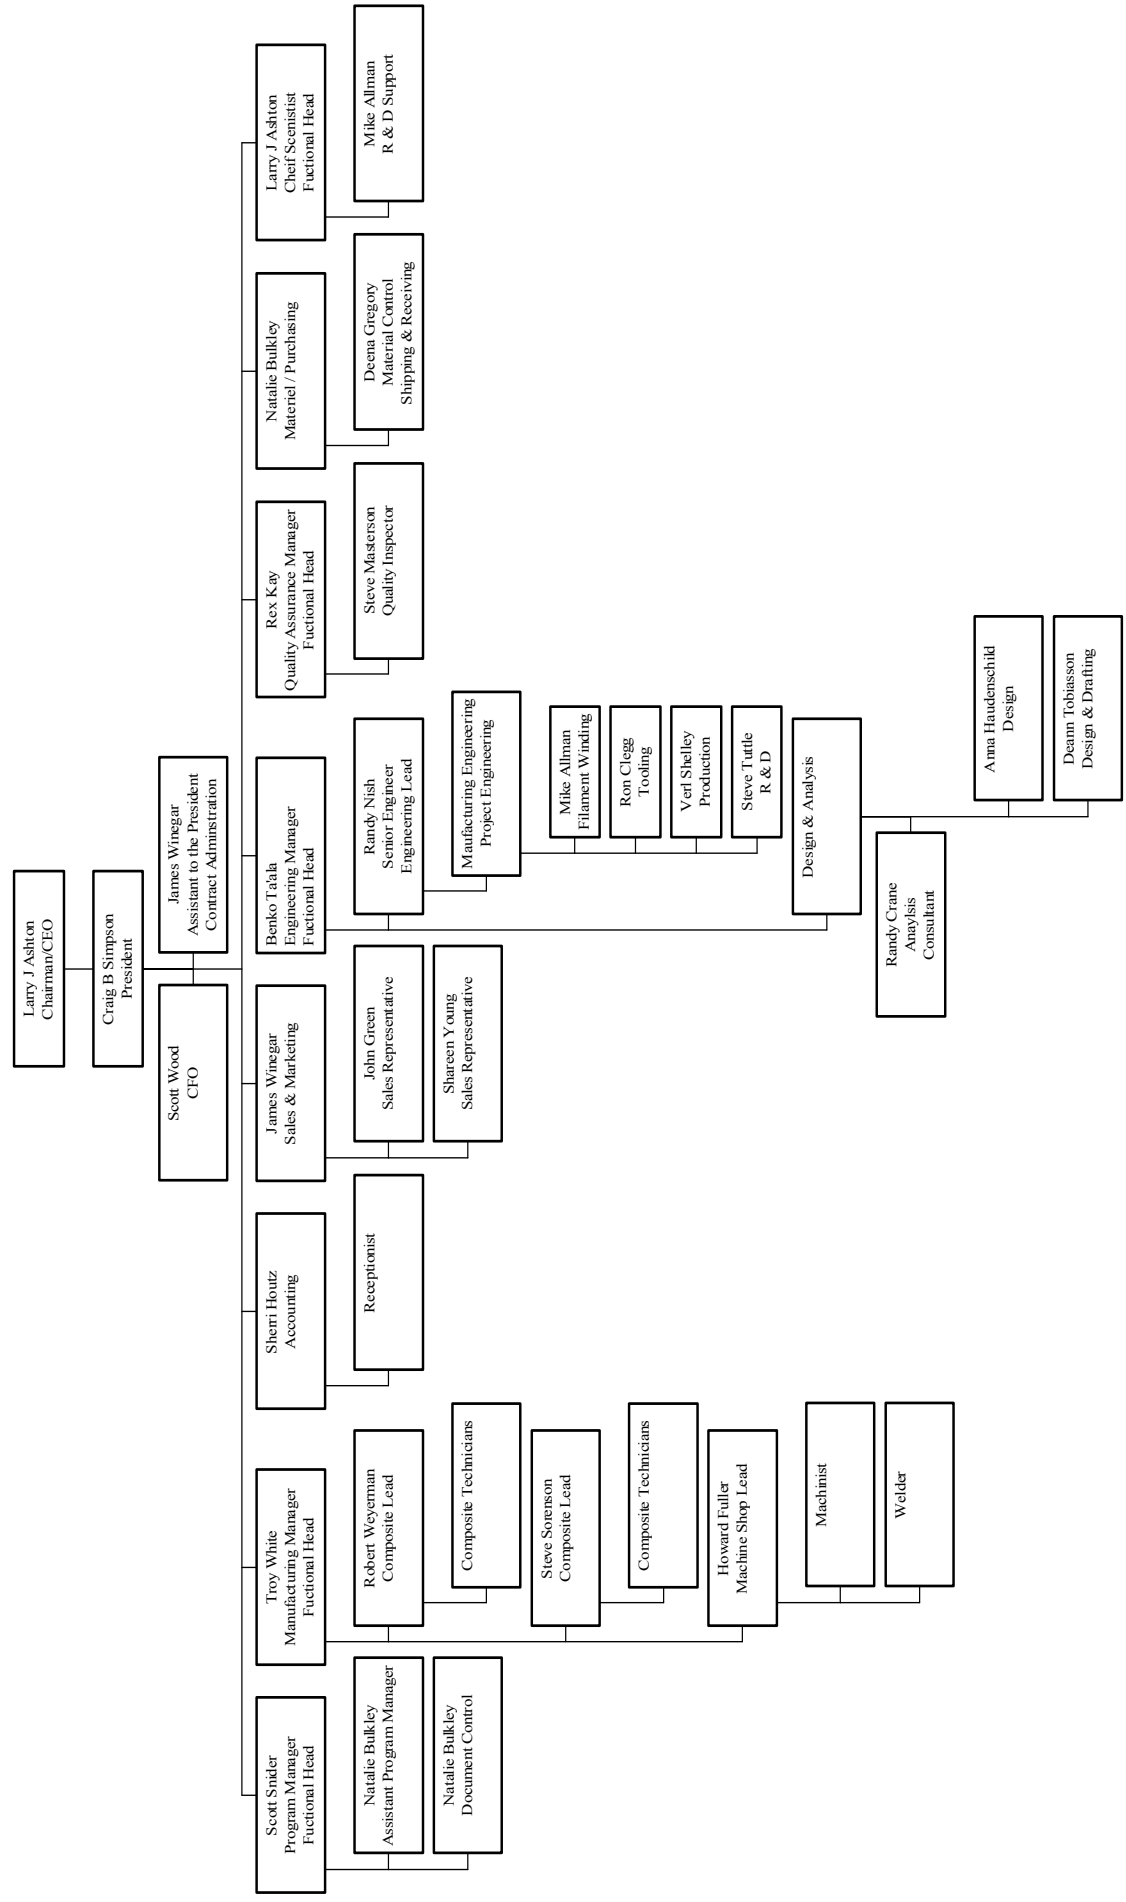 Larry J Ashton
Chairman/CEO
Craig B Simpson
President
Scott Wood
CFO
James Winegar
Assistant to the President
Contract Adminstration
Scott Snider
Program Manager
Fuctional Head
Natalie Bulkley
Assistant Program Manager
Natalie Bulkley
Document Control
Troy White
Manufacturing Manager
Fuctional Head
Robert Weyerman
Composite Lead
Composite Technicians
Steve Sorenson
Composite Lead
Composite Technicians
Howard Fuller
Machine Shop Lead
Machinist
Welder
Sherri Houtz
Accounting
Receptionist
James Winegar
Sales & Marketing
John Green
Sales Representative
Shareen Young
Sales Representative
Benko Ta'ala
Engineering Manager
Fuctional Head
Randy Nish
Senior Engineer
Engineering Lead
Maufacturing Engineering
Project Engineering
Mike Allman
Filament Winding
Ron Clegg
Tooling
Verl Shelley
Production
Steve Tuttle
R & D
Design & Analysis
Randy Crane
Anaylsis
Consultant
Anna Haudenschild
Design
Deann Tobiasson
Design & Drafting
Rex Kay
Quality Assurance Manager
Fuctional Head
Steve Masterson
Quality Inspector
Natalie Bulkley
Materiel / Purchasing
Deena Gregory
Material Control
Shipping & Receiving
Larry J Ashton
Cheif Scenistist
Fuctional Head
Mike Allman
R & D Support